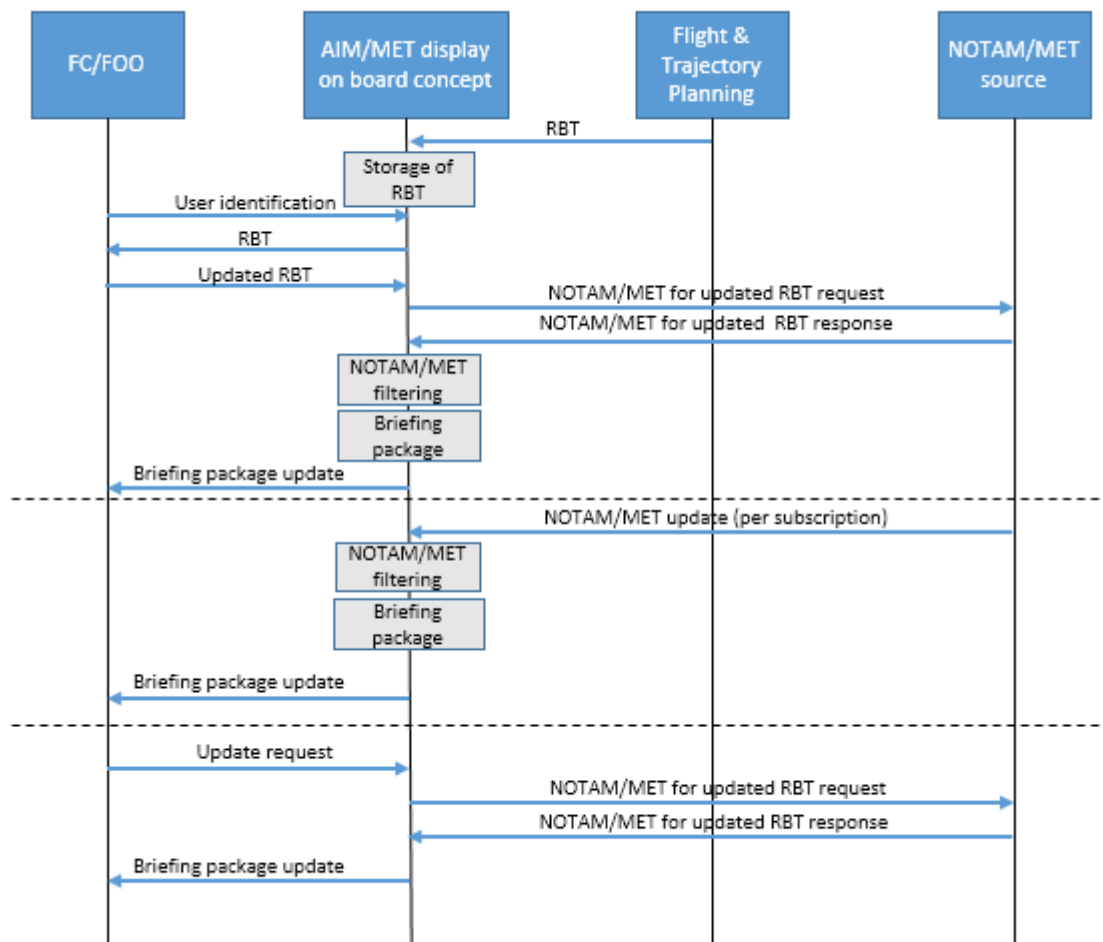 FC/FOO
AIM/MET display
on board concept
Flight &
Trajectory
Planning
NOTAM/MET
source
RBT
Storage of
RBT
User identification
RBT
Updated RBT
NOTAM/MET for updated RBT request
NOTAM/MET for updated RBT response
NOTAM/MET
filtering
Briefing
package
Briefing package update
NOTAM/MET update (per subscription)
NOTAM/MET
filtering
Briefing
package
Briefing package update
Update request
NOTAM/MET for updated RBT request
NOTAM/MET for updated RBT response
Briefing package update